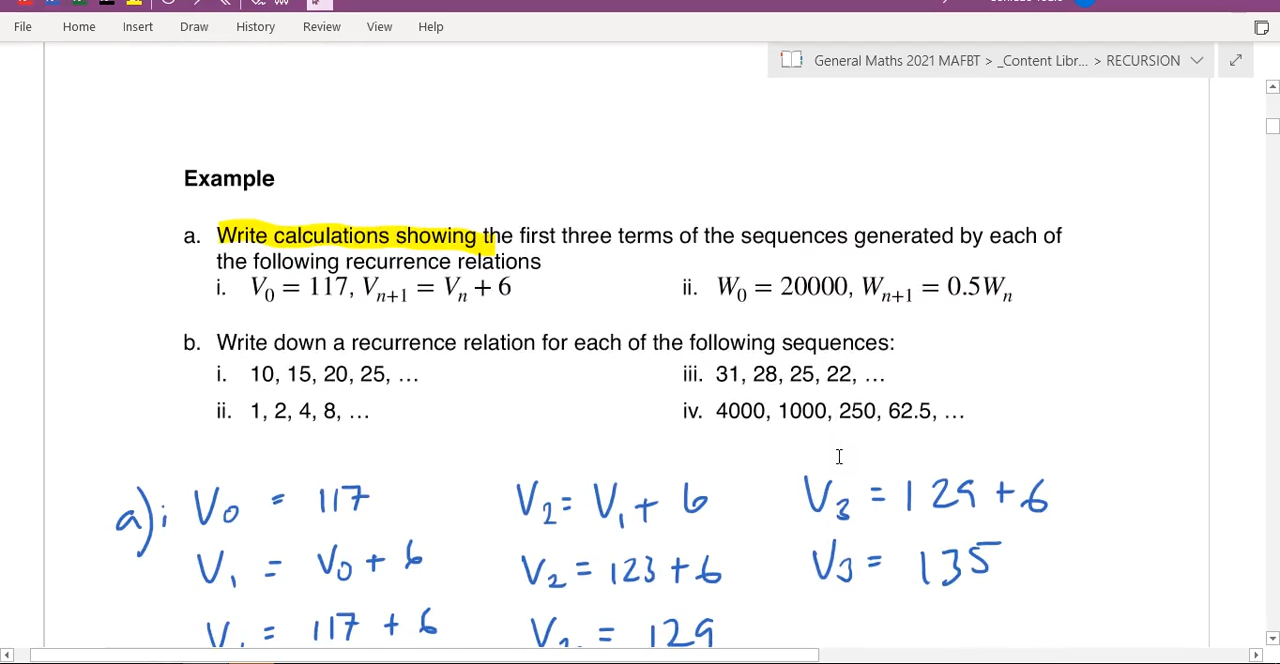 File Home Insert Draw History Review View Help
General Maths 2021 MAFBT > _Content Libr... > RECURSION
Example
a. Write calculations showing the first three terms of the sequences generated by each of
the following recurrence relations
i. V₀ = 117, Vₙ₊₁ = Vₙ + 6 ii. W₀ = 20000, Wₙ₊₁ = 0.5Wₙ
b. Write down a recurrence relation for each of the following sequences:
i. 10, 15, 20, 25, … iii. 31, 28, 25, 22, …
ii. 1, 2, 4, 8, … iv. 4000, 1000, 250, 62.5, …
a) i V₀ = 117 V₂ = V₁ + 6 V₃ = 129 + 6
V₁ = V₀ + 6 V₂ = 123 + 6 V₃ = 135
V₁ = 117 + 6 V₂ = 129